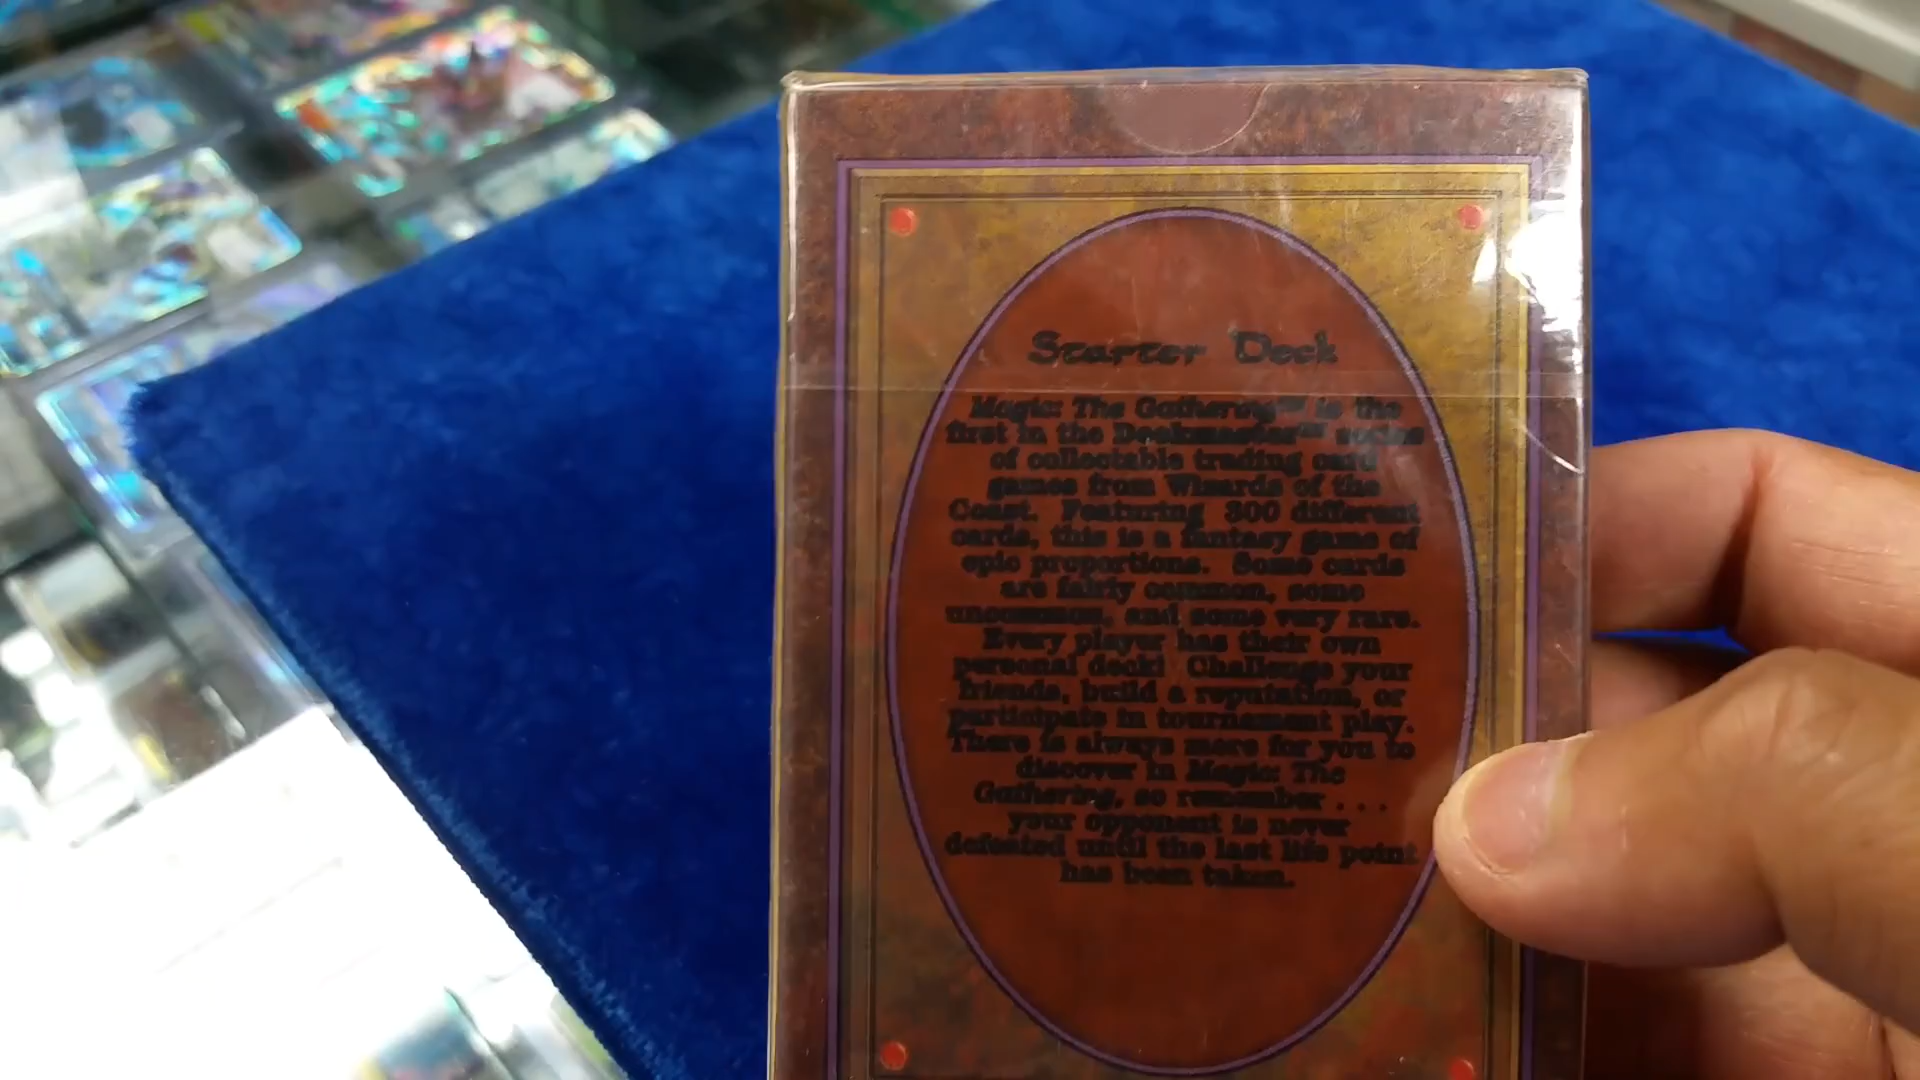 Starter Deck
Magic: The Gathering™ is the
first in the Deckmaster™ series
of collectable trading card
games from Wizards of the
Coast. Featuring 300 different
cards, this is a fantasy game of
epic proportions. Some cards
are fairly common, some
uncommon, and some very rare.
Every player has their own
personal deck! Challenge your
friends, build a reputation, or
participate in tournament play.
There is always more for you to
discover in Magic: The
Gathering, so remember . . .
your opponent is never
defeated until the last life point
has been taken.